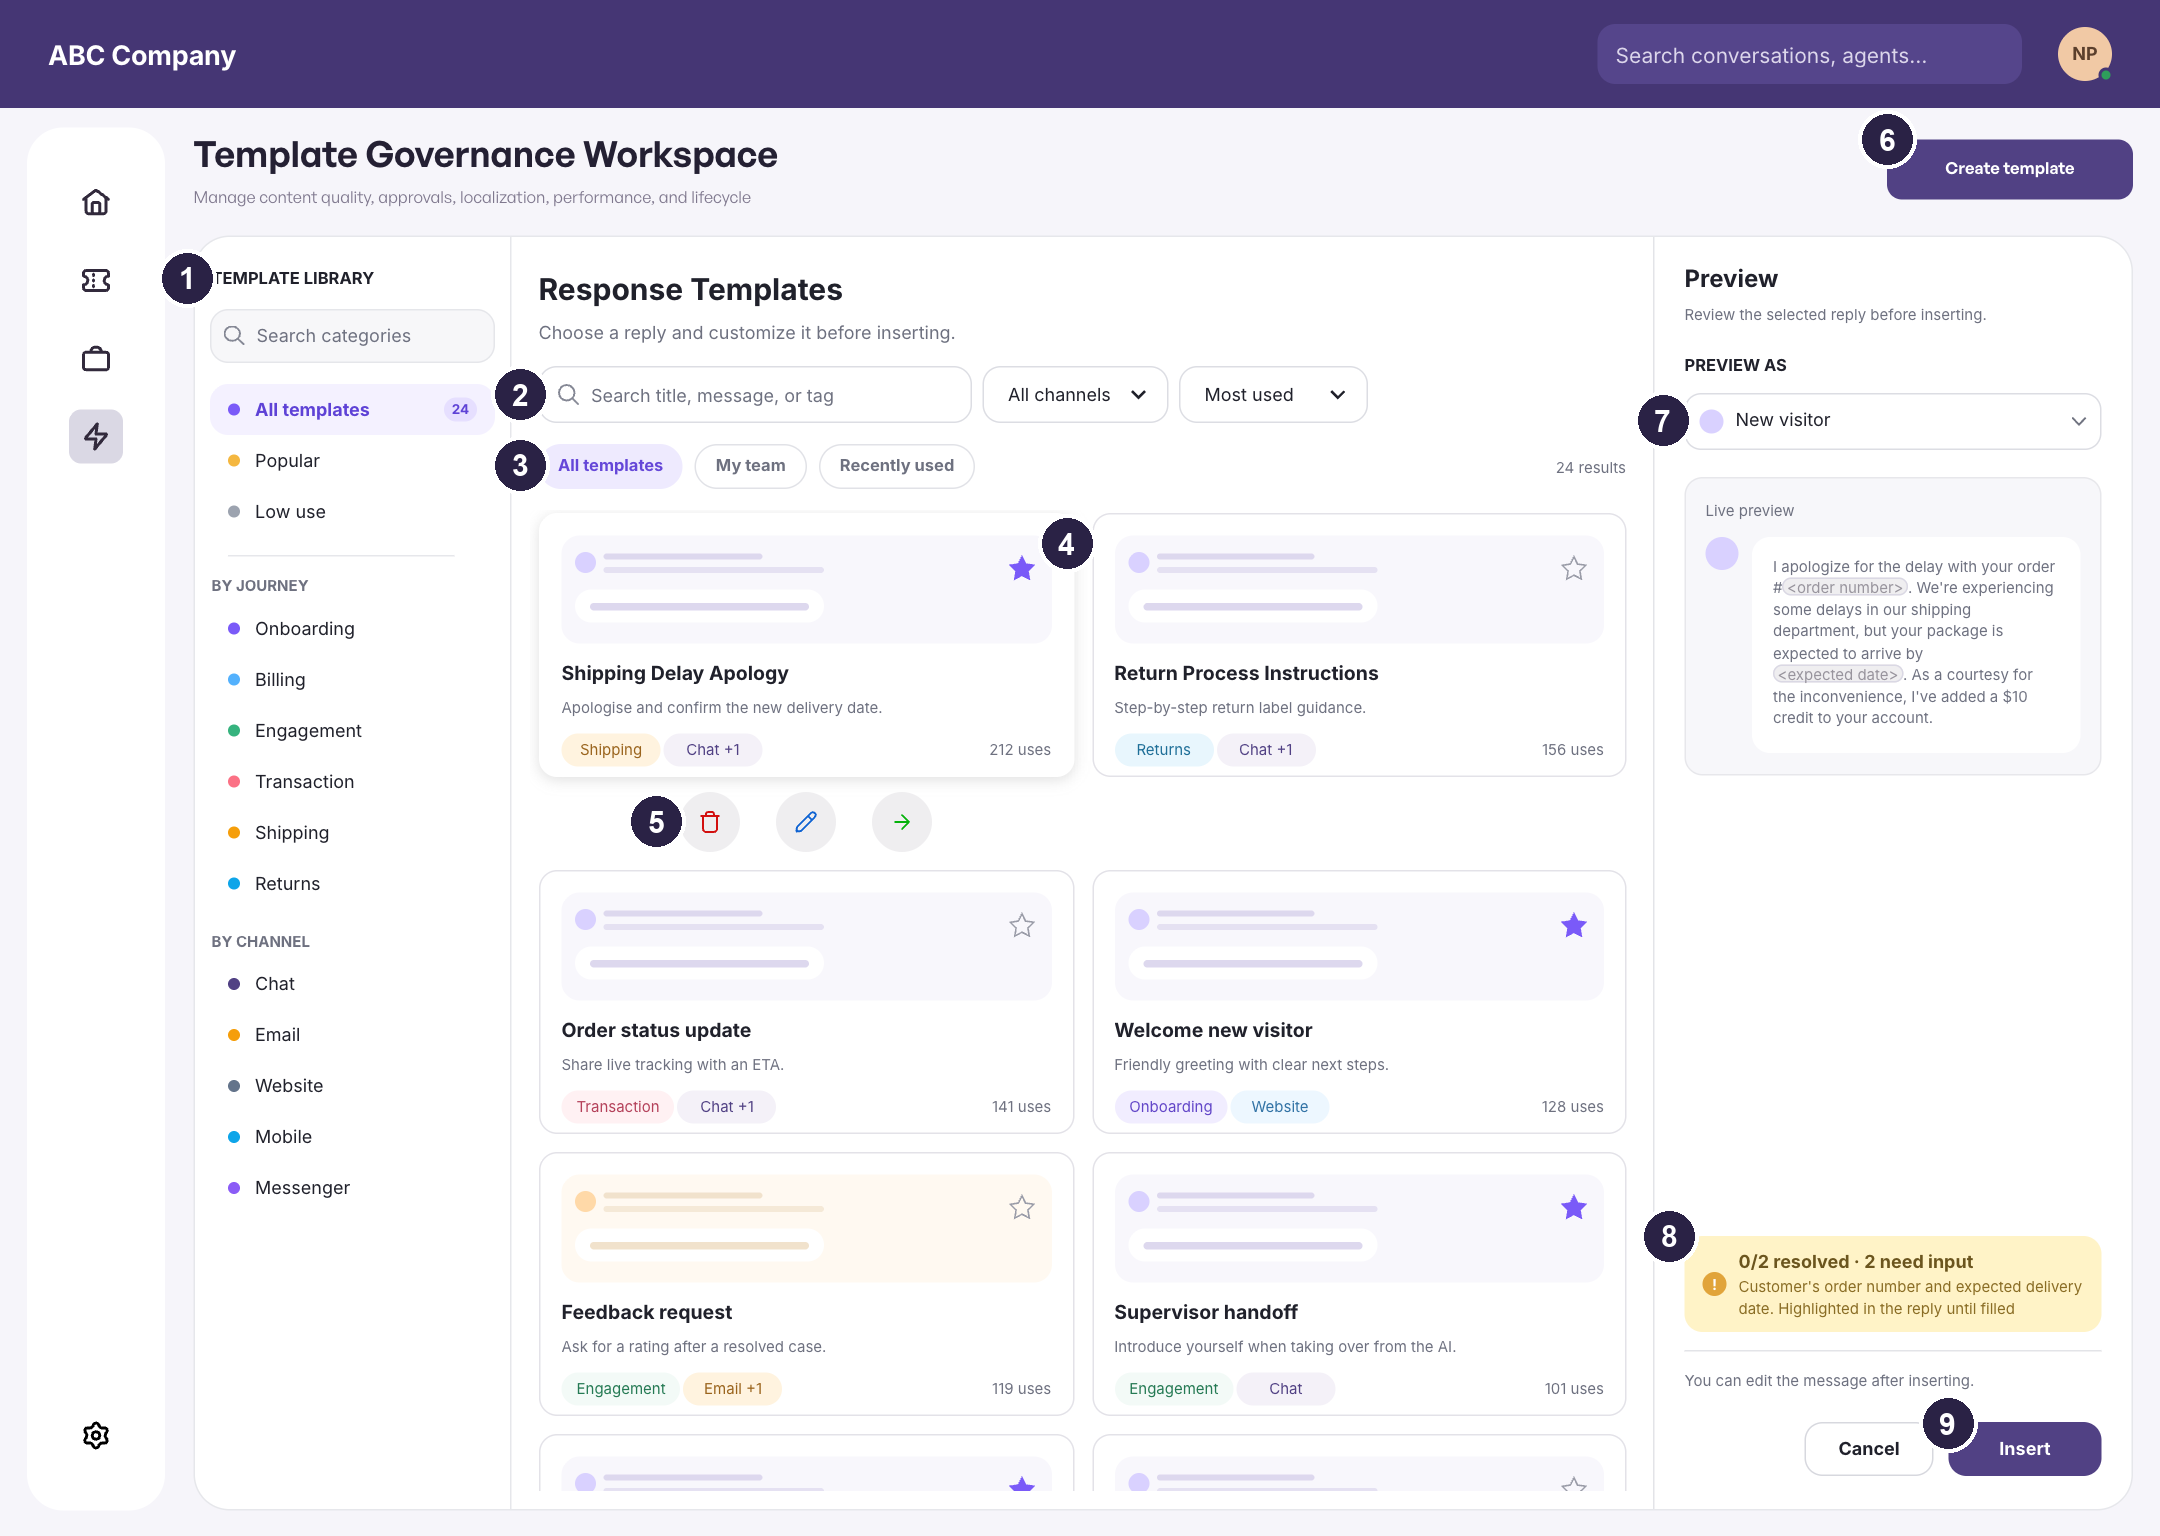 ABC Company
Search conversations, agents...
NP
Template Governance Workspace
Manage content quality, approvals, localization, performance, and lifecycle
6
Create template
1
TEMPLATE LIBRARY
Search categories
All templates
24
Popular
Low use
BY JOURNEY
Onboarding
Billing
Engagement
Transaction
Shipping
Returns
BY CHANNEL
Chat
Email
Website
Mobile
Messenger
Response Templates
Choose a reply and customize it before inserting.
2
Search title, message, or tag
All channels
Most used
3
All templates
My team
Recently used
24 results
4
Shipping Delay Apology
Apologise and confirm the new delivery date.
Shipping
Chat +1
212 uses
Return Process Instructions
Step-by-step return label guidance.
Returns
Chat +1
156 uses
5
Order status update
Share live tracking with an ETA.
Transaction
Chat +1
141 uses
Welcome new visitor
Friendly greeting with clear next steps.
Onboarding
Website
128 uses
Feedback request
Ask for a rating after a resolved case.
Engagement
Email +1
119 uses
Supervisor handoff
Introduce yourself when taking over from the AI.
Engagement
Chat
101 uses
Preview
Review the selected reply before inserting.
PREVIEW AS
7
New visitor
Live preview
I apologize for the delay with your order
#<order number>. We're experiencing
some delays in our shipping
department, but your package is
expected to arrive by
<expected date>. As a courtesy for
the inconvenience, I've added a $10
credit to your account.
8
0/2 resolved · 2 need input
Customer's order number and expected delivery
date. Highlighted in the reply until filled
You can edit the message after inserting.
Cancel
9
Insert